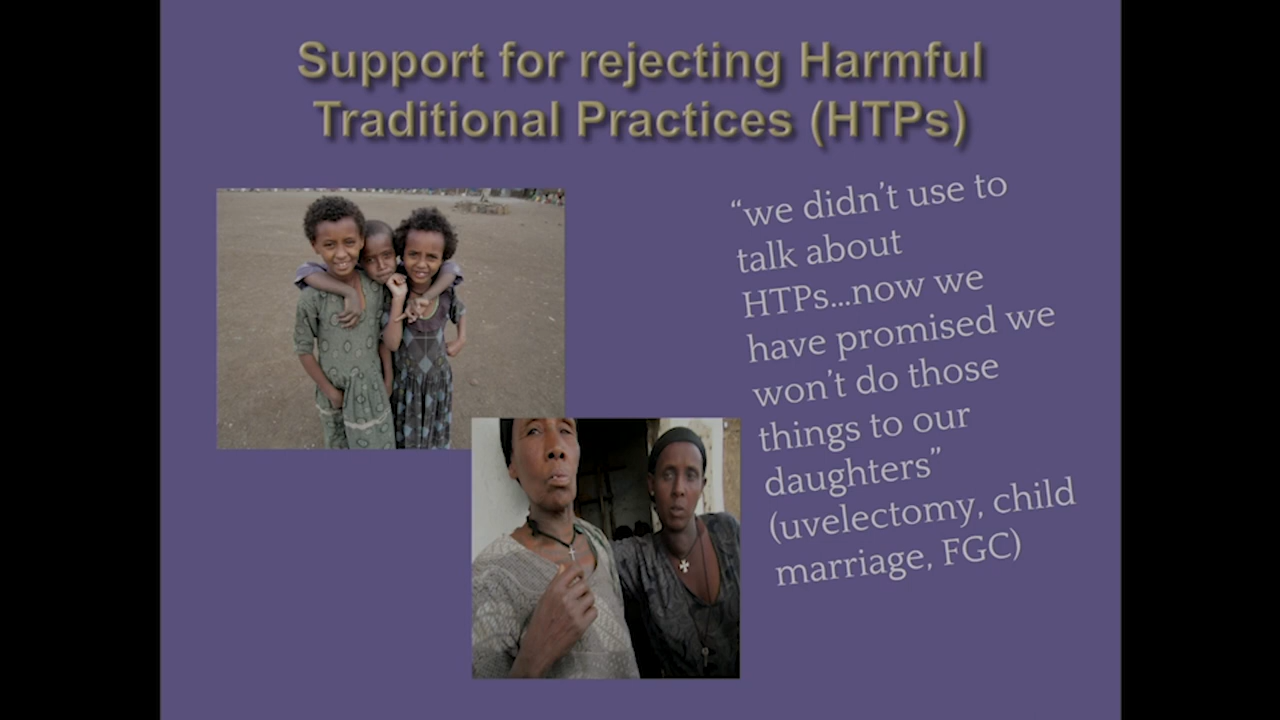 Support for rejecting Harmful
Traditional Practices (HTPs)
“we didn’t use to
talk about
HTPs...now we
have promised we
won’t do those
things to our
daughters”
(uvelectomy, child
marriage, FGC)